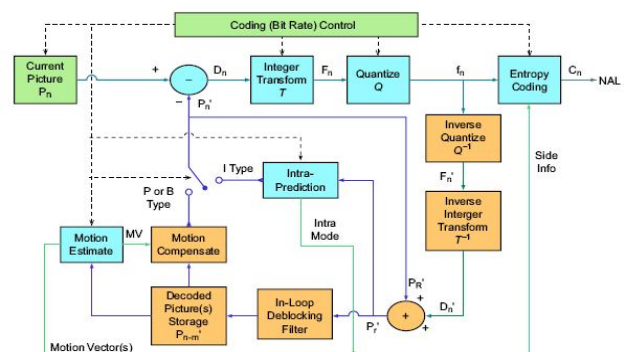 Coding (Bit Rate) Control
Current
Picture
Pn
+
−
Dn
Integer
Transform
T
Fn
Quantize
Q
fn
Entropy
Coding
Cn
NAL
−
Pn'
Inverse
Quantize
Q−1
Side
Info
I Type
Intra-
Prediction
Fn'
P or B
Type
Inverse
Interger
Transform
T−1
Motion
Estimate
MV
Motion
Compensate
Intra
Mode
PR'
+
Dn'
Decoded
Picture(s)
Storage
Pn-m'
In-Loop
Deblocking
Filter
Pr'
+
+
Motion Vector(s)